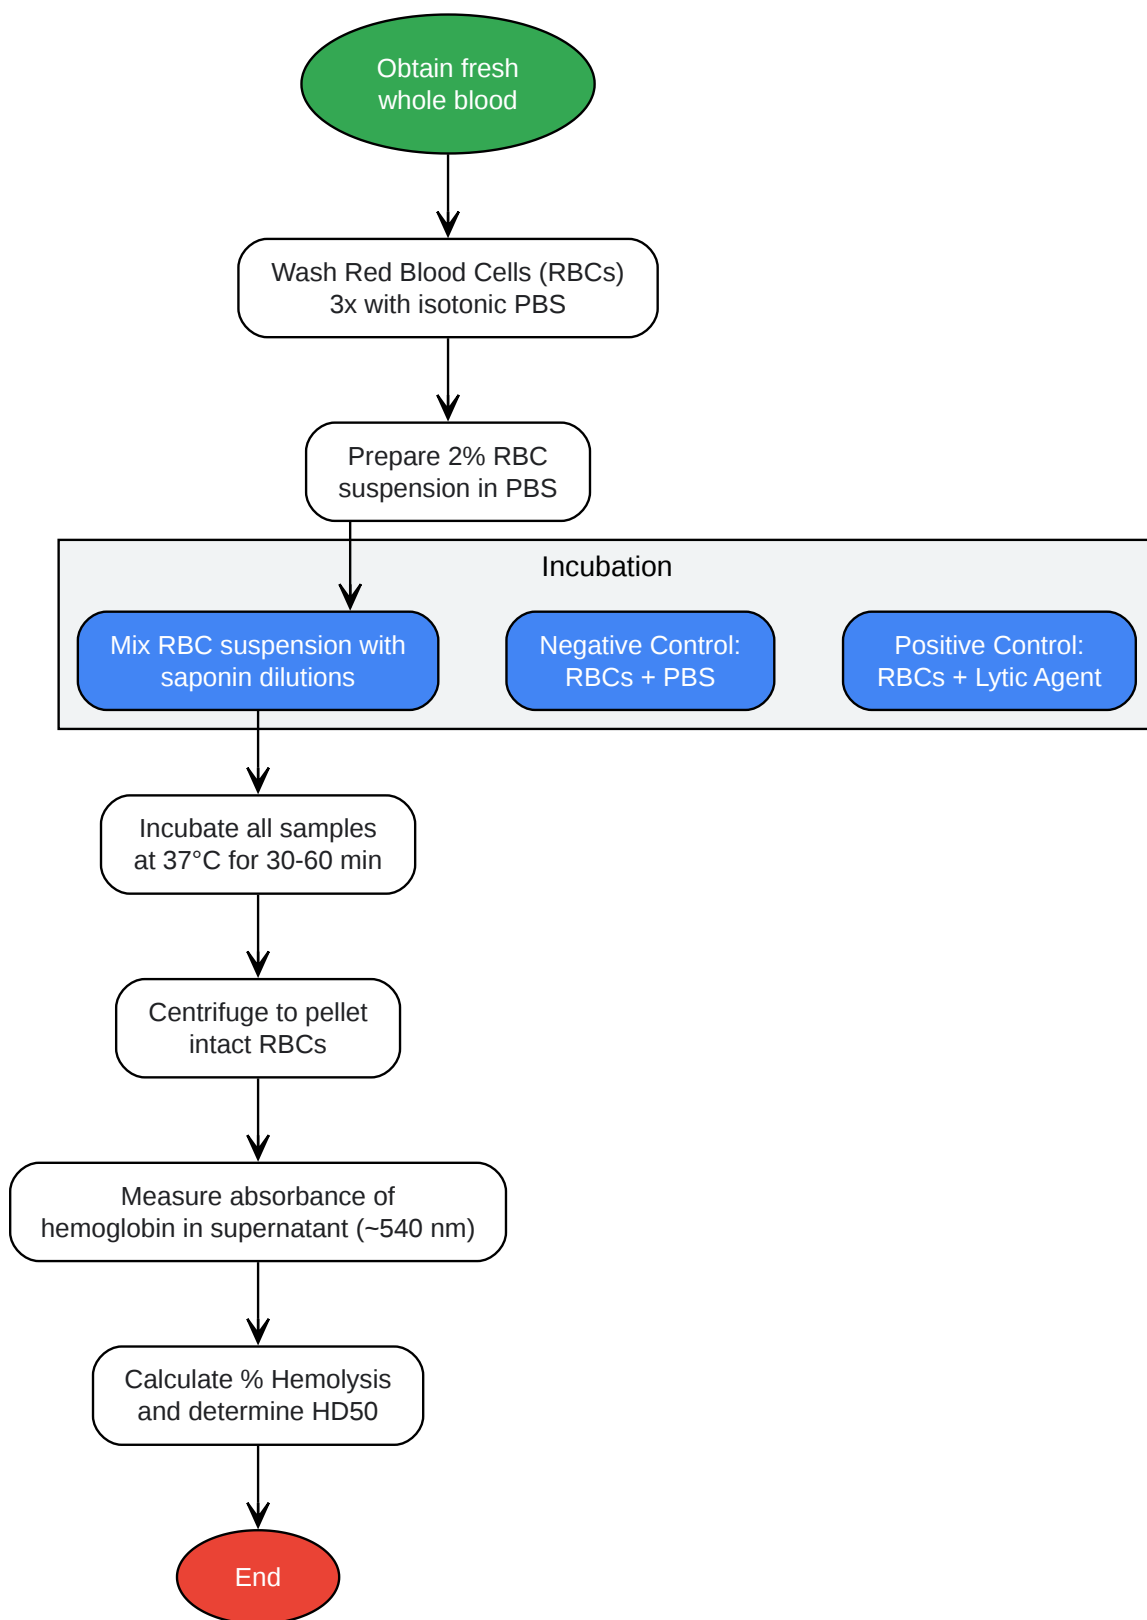 Obtain fresh
whole blood
Wash Red Blood Cells (RBCs)
3x with isotonic PBS
Prepare 2% RBC
suspension in PBS
Incubation
Mix RBC suspension with
saponin dilutions
Negative Control:
RBCs + PBS
Positive Control:
RBCs + Lytic Agent
Incubate all samples
at 37°C for 30-60 min
Centrifuge to pellet
intact RBCs
Measure absorbance of
hemoglobin in supernatant (~540 nm)
Calculate % Hemolysis
and determine HD50
End